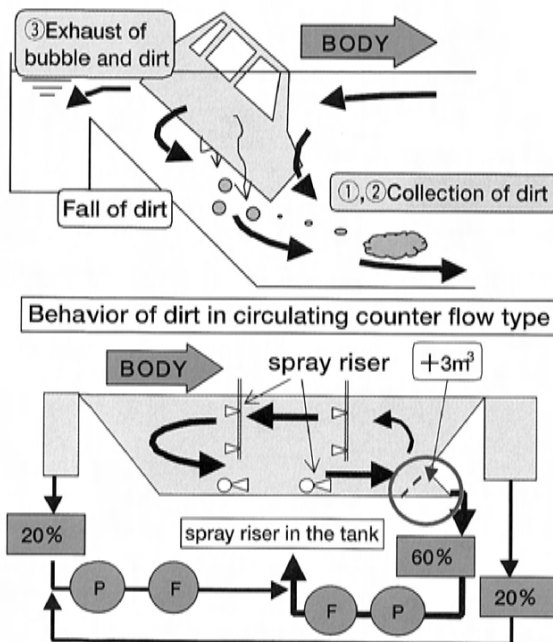 ③Exhaust of
bubble and dirt
BODY
①,②Collection of dirt
Fall of dirt
Behavior of dirt in circulating counter flow type
BODY
spray riser
+3m³
20%
spray riser in the tank
60%
20%
P
F
F
P